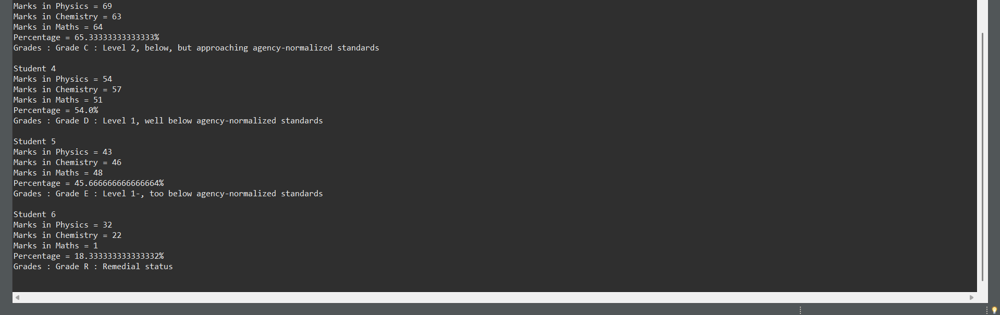 Marks in Physics = 69
Marks in Chemistry = 63
Marks in Maths = 64
Percentage = 65.33333333333333%
Grades : Grade C : Level 2, below, but approaching agency-normalized standards
Student 4
Marks in Physics = 54
Marks in Chemistry = 57
Marks in Maths = 51
Percentage = 54.0%
Grades : Grade D : Level 1, well below agency-normalized standards
Student 5
Marks in Physics = 43
Marks in Chemistry = 46
Marks in Maths = 48
Percentage = 45.666666666666664%
Grades : Grade E : Level 1-, too below agency-normalized standards
Student 6
Marks in Physics = 32
Marks in Chemistry = 22
Marks in Maths = 1
Percentage = 18.333333333333332%
Grades : Grade R : Remedial status